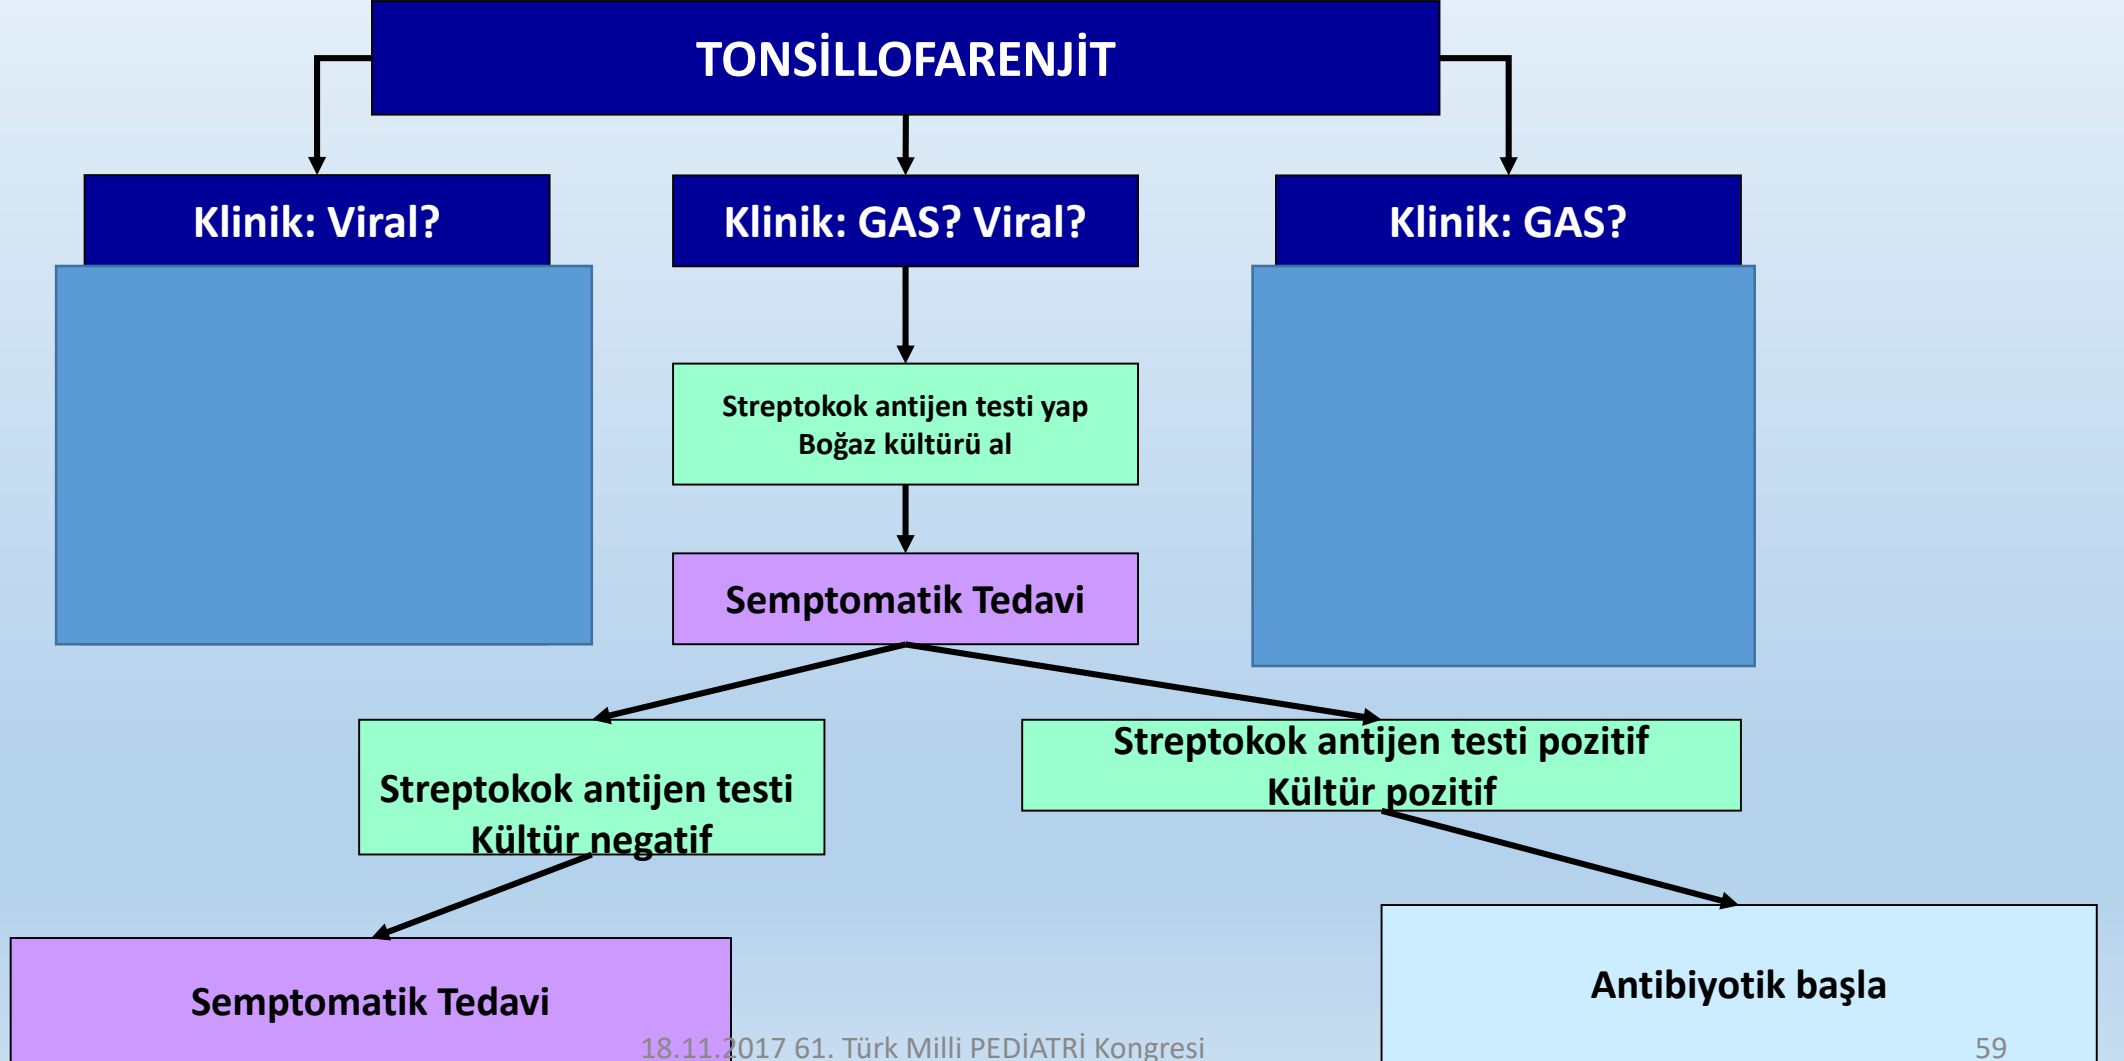 TONSİLLOFARENJİT
Klinik: Viral?
Klinik: GAS? Viral?
Klinik: GAS?
Streptokok antijen testi yap
Boğaz kültürü al
Semptomatik Tedavi
Streptokok antijen testi
Kültür negatif
Streptokok antijen testi pozitif
Kültür pozitif
Semptomatik Tedavi
Antibiyotik başla
18.11.2017 61. Türk Milli PEDİATRİ Kongresi
59